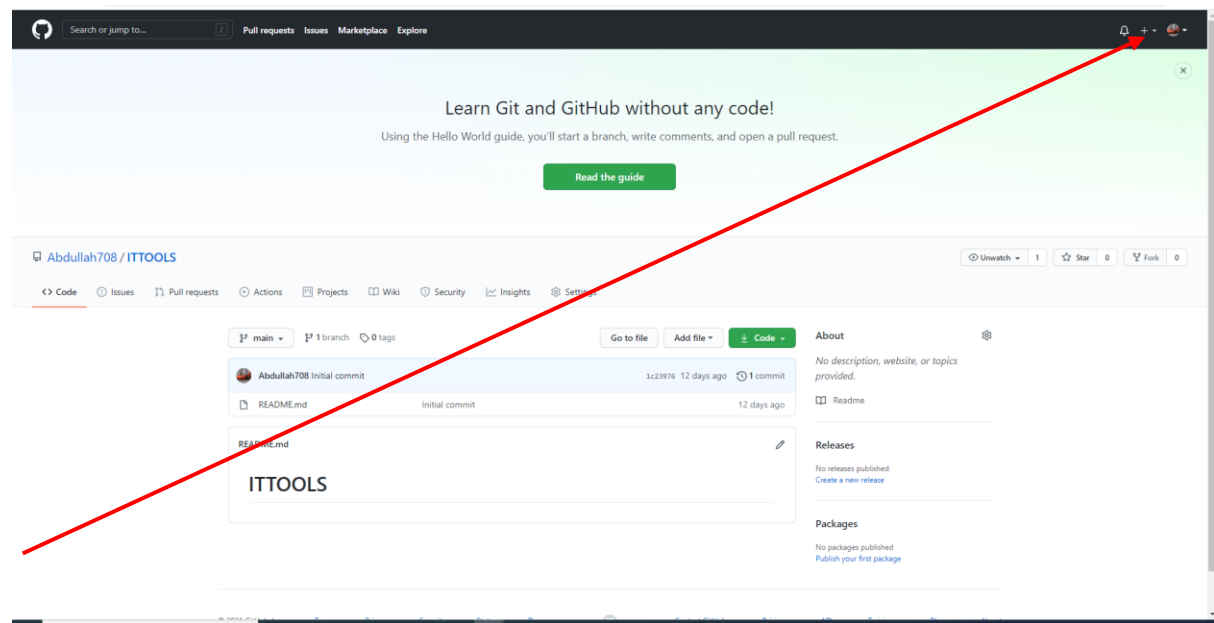 Search or jump to... / Pull requests Issues Marketplace Explore
Learn Git and GitHub without any code!
Using the Hello World guide, you'll start a branch, write comments, and open a pull request.
Read the guide
Abdullah708 / ITTOOLS
Unwatch 1 Star 0 Fork 0
<> Code Issues Pull requests Actions Projects Wiki Security Insights Settings
main 1 branch 0 tags Go to file Add file Code
Abdullah708 Initial commit 1c23976 12 days ago 1 commit
README.md Initial commit 12 days ago
README.md
ITTOOLS
About
No description, website, or topics
provided.
Readme
Releases
No releases published
Create a new release
Packages
No packages published
Publish your first package